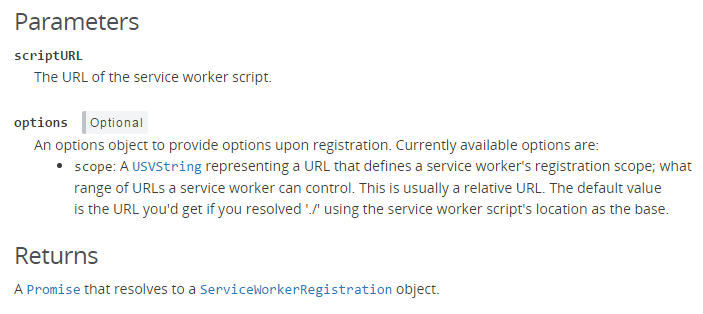 Parameters
scriptURL
The URL of the service worker script.
options Optional
An options object to provide options upon registration. Currently available options are:
• scope: A USVString representing a URL that defines a service worker's registration scope; what
range of URLs a service worker can control. This is usually a relative URL. The default value
is the URL you'd get if you resolved './' using the service worker script's location as the base.
Returns
A Promise that resolves to a ServiceWorkerRegistration object.